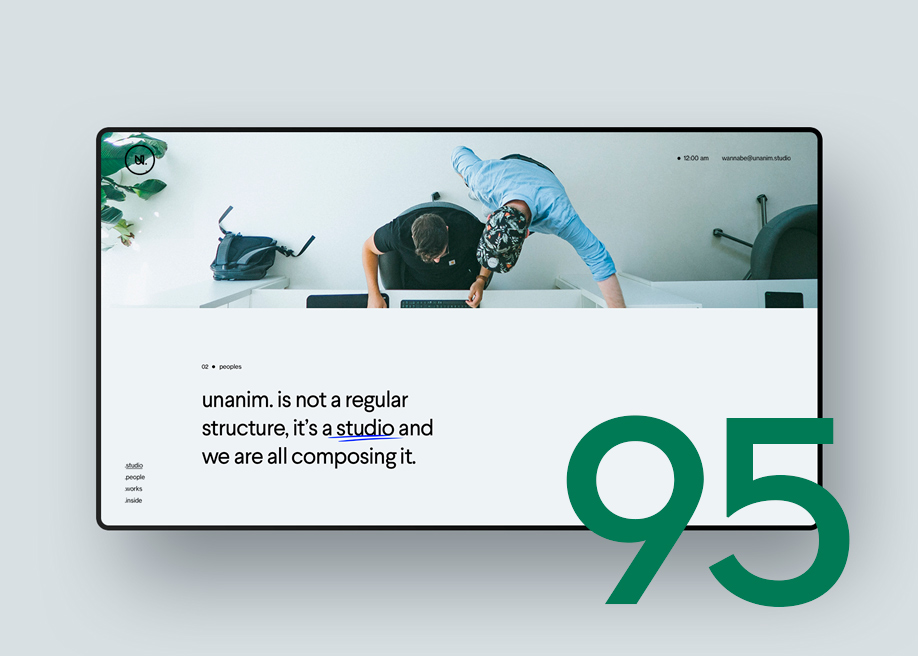 U.
12:00 am
wannabe@unanim.studio
02 • peoples
unanim. is not a regular
structure, it’s a studio and
we are all composing it.
.studio
.people
.works
.inside
95